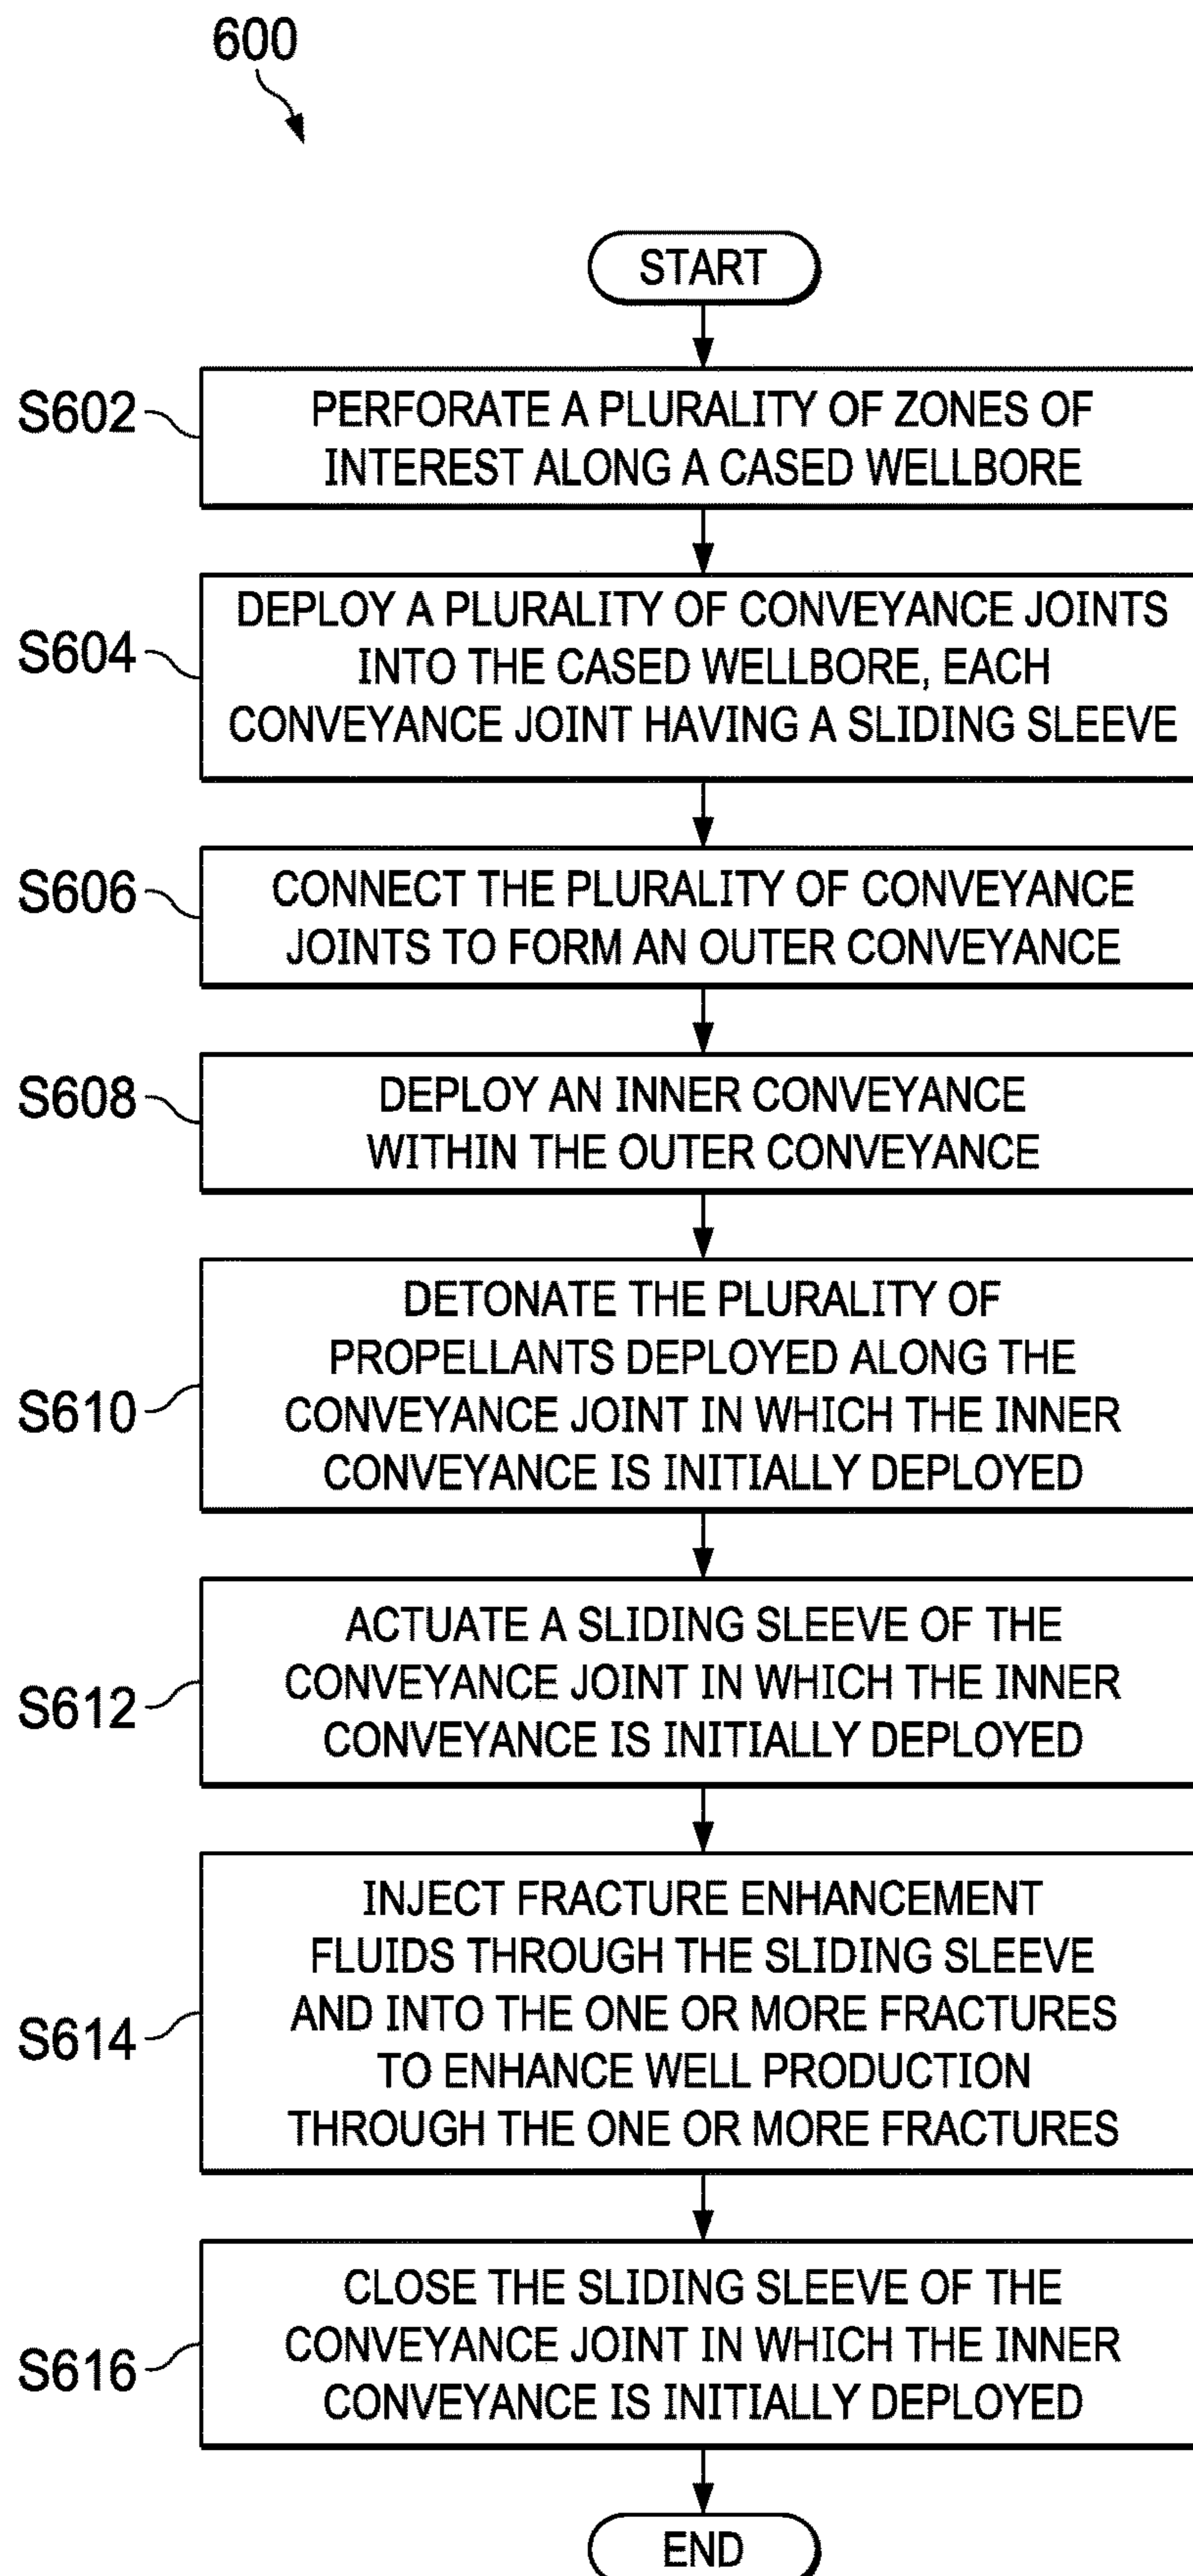 600
START
S602
PERFORATE A PLURALITY OF ZONES OF
INTEREST ALONG A CASED WELLBORE
S604
DEPLOY A PLURALITY OF CONVEYANCE JOINTS
INTO THE CASED WELLBORE, EACH
CONVEYANCE JOINT HAVING A SLIDING SLEEVE
S606
CONNECT THE PLURALITY OF CONVEYANCE
JOINTS TO FORM AN OUTER CONVEYANCE
S608
DEPLOY AN INNER CONVEYANCE
WITHIN THE OUTER CONVEYANCE
S610
DETONATE THE PLURALITY OF
PROPELLANTS DEPLOYED ALONG THE
CONVEYANCE JOINT IN WHICH THE INNER
CONVEYANCE IS INITIALLY DEPLOYED
S612
ACTUATE A SLIDING SLEEVE OF THE
CONVEYANCE JOINT IN WHICH THE INNER
CONVEYANCE IS INITIALLY DEPLOYED
S614
INJECT FRACTURE ENHANCEMENT
FLUIDS THROUGH THE SLIDING SLEEVE
AND INTO THE ONE OR MORE FRACTURES
TO ENHANCE WELL PRODUCTION
THROUGH THE ONE OR MORE FRACTURES
S616
CLOSE THE SLIDING SLEEVE OF THE
CONVEYANCE JOINT IN WHICH THE INNER
CONVEYANCE IS INITIALLY DEPLOYED
END